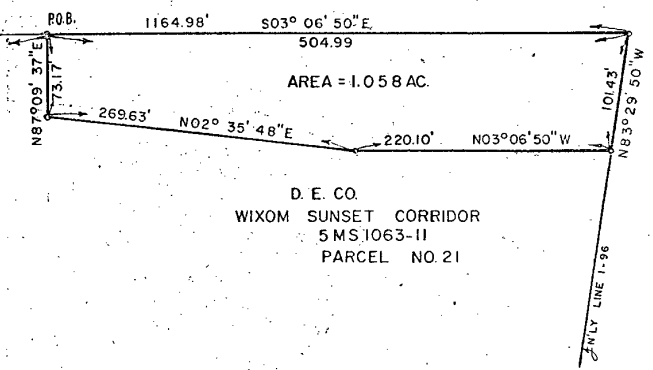 P.O.B.
1164.98' S03° 06' 50" E
504.99
N87° 09' 37" E
73.17'
AREA = 1.058 AC.
101.43'
N83° 29' 50" W
269.63' N02° 35' 48" E
220.10' N03° 06' 50" W
D. E. CO.
WIXOM SUNSET CORRIDOR
5 MS 1063-11
PARCEL NO. 21
N'LY LINE I-96